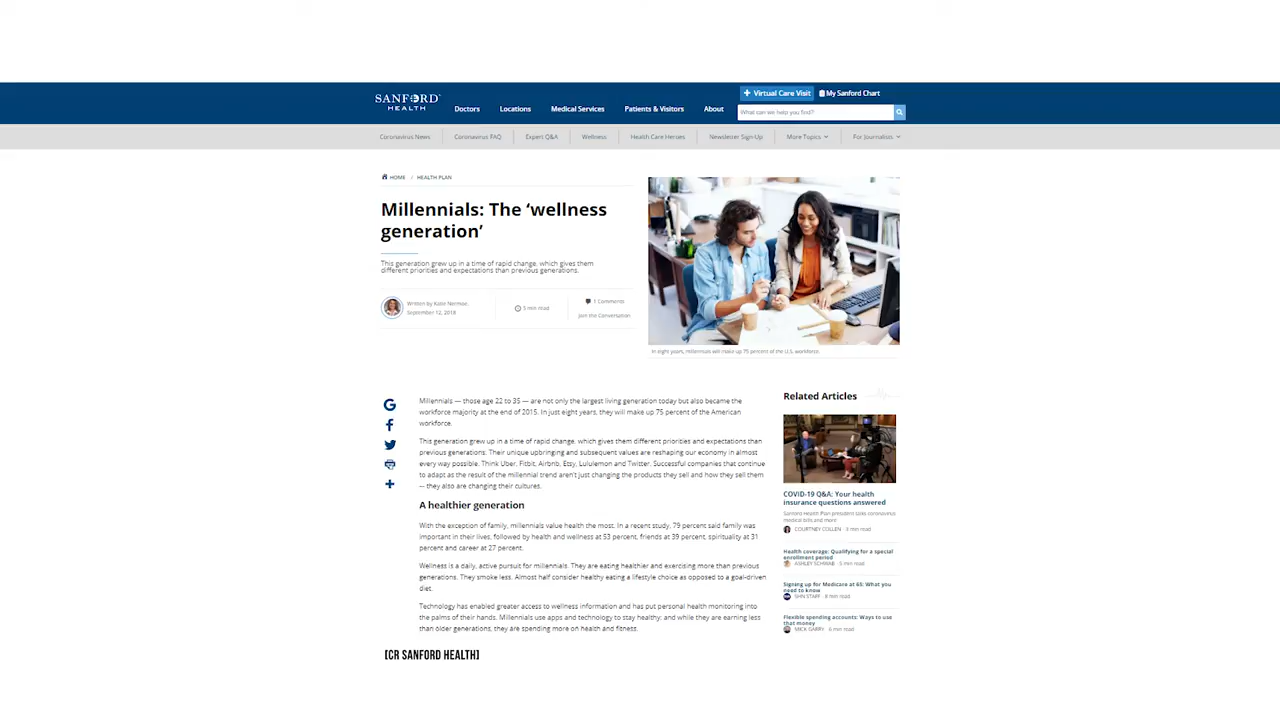 SANFORD
HEALTH
Doctors
Locations
Medical Services
Patients & Visitors
About
Virtual Care Visit
My Sanford Chart
What can we help you find?
Coronavirus News
Coronavirus FAQ
Expert Q&A
Wellness
Health Care Heroes
Newsletter Sign-Up
More Topics
For Journalists
HOME / HEALTH PLAN
Millennials: The ‘wellness
generation’
This generation grew up in a time of rapid change, which gives them
different priorities and expectations than previous generations.
Written by Katie Nermoe,
September 12, 2018
5 min read
1 Comments
Join the Conversation
In eight years, millennials will make up 75 percent of the U.S. workforce.
Millennials — those age 22 to 35 — are not only the largest living generation today but also became the
workforce majority at the end of 2015. In just eight years, they will make up 75 percent of the American
workforce.
This generation grew up in a time of rapid change, which gives them different priorities and expectations than
previous generations. Their unique upbringing and subsequent values are reshaping our economy in almost
every way possible. Think Uber, Fitbit, Airbnb, Etsy, Lululemon and Twitter. Successful companies that continue
to adapt as the result of the millennial trend aren't just changing the products they sell and how they sell them
— they also are changing their cultures.
A healthier generation
With the exception of family, millennials value health the most. In a recent study, 79 percent said family was
important in their lives, followed by health and wellness at 53 percent, friends at 39 percent, spirituality at 31
percent and career at 27 percent.
Wellness is a daily, active pursuit for millennials. They are eating healthier and exercising more than previous
generations. They smoke less. Almost half consider healthy eating a lifestyle choice as opposed to a goal-driven
diet.
Technology has enabled greater access to wellness information and has put personal health monitoring into
the palms of their hands. Millennials use apps and technology to stay healthy; and while they are earning less
than older generations, they are spending more on health and fitness.
Related Articles
COVID-19 Q&A: Your health
insurance questions answered
Sanford Health Plan president talks coronavirus
medical bills and more
COURTNEY COLLEN · 3 min read
Health coverage: Qualifying for a special
enrollment period
ASHLEY SCHWAB · 5 min read
Signing up for Medicare at 65: What you
need to know
SHN STAFF · 8 min read
Flexible spending accounts: Ways to use
that money
MICK GARRY · 6 min read
[CR SANFORD HEALTH]